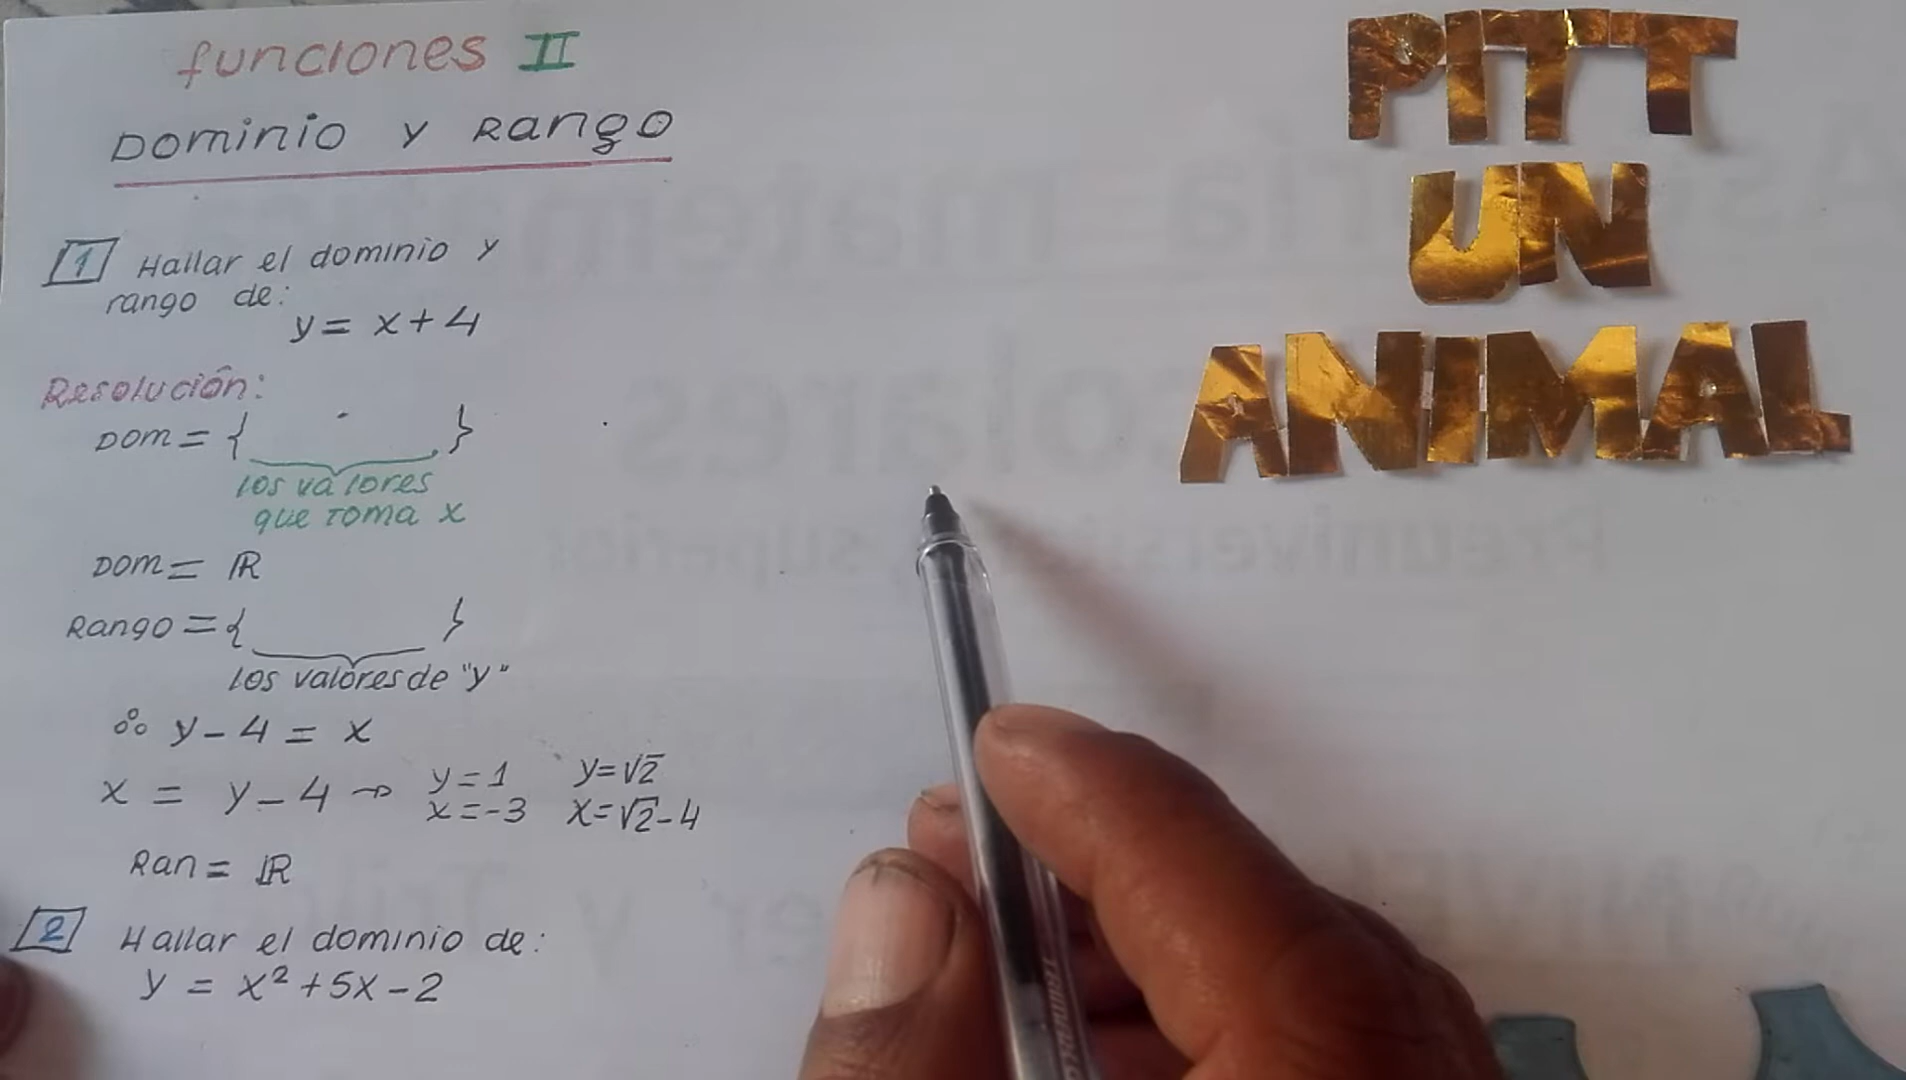 funciones II
Dominio y Rango
1 Hallar el dominio y
rango de:
y = x + 4
Resolución:
Dom = { }
los valores
que toma x
Dom = ℝ
Rango = { }
los valores de "y"
∴ y - 4 = x
x = y - 4 → y = 1 y = √2
x = -3 x = √2 - 4
Ran = ℝ
2 Hallar el dominio de:
y = x² + 5x - 2
PITT
UN
ANIMAL